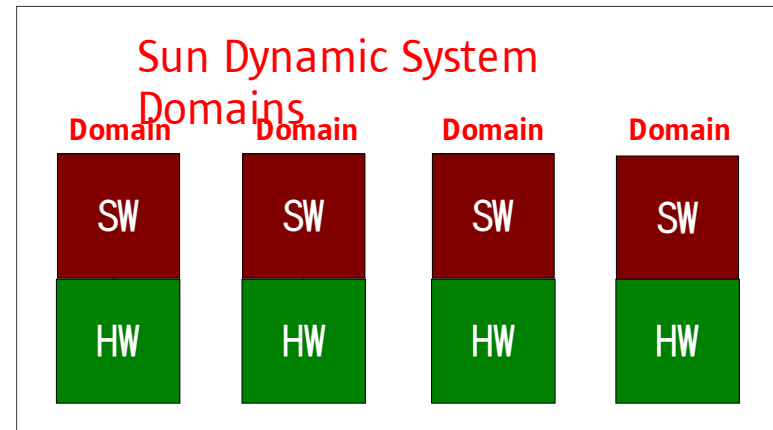 Sun Dynamic System
Domains
Domain Domain Domain Domain
SW SW SW SW
HW HW HW HW